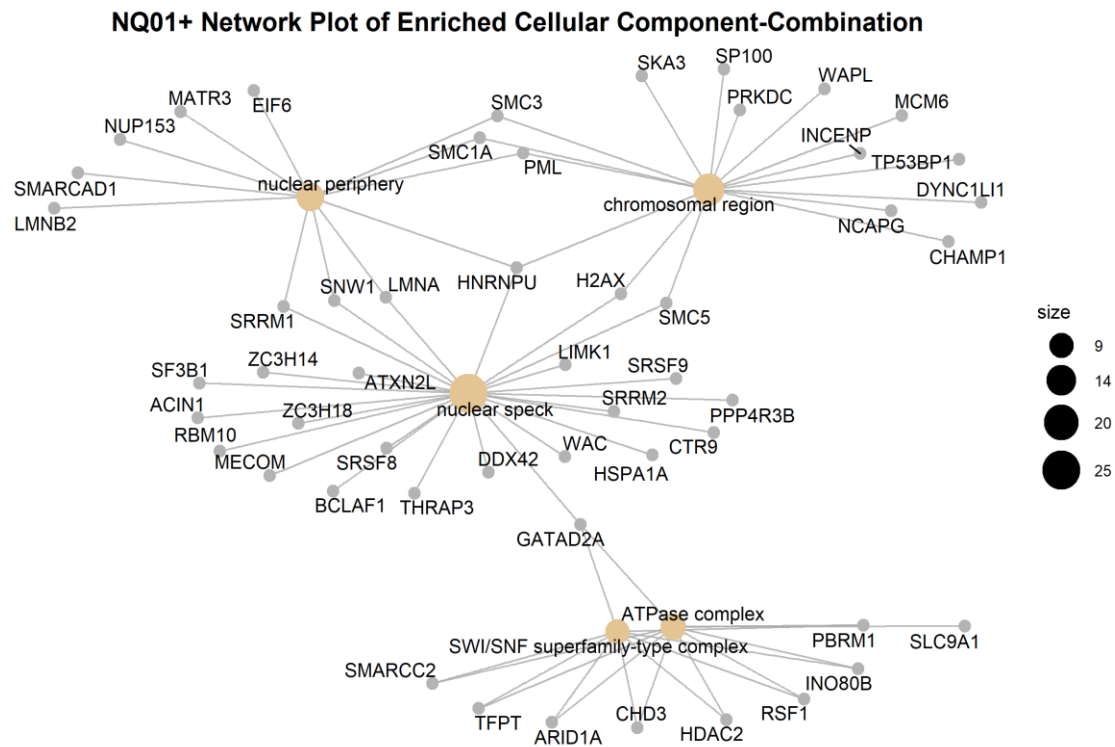 NQ01+ Network Plot of Enriched Cellular Component-Combination
SKA3
SP100
WAPL
MATR3
EIF6
SMC3
PRKDC
MCM6
NUP153
INCENP
SMC1A
PML
TP53BP1
SMARCAD1
nuclear periphery
DYNC1LI1
chromosomal region
LMNB2
NCAPG
CHAMP1
SNW1
LMNA
HNRNPU
H2AX
SRRM1
SMC5
size
9
14
20
25
LIMK1
ZC3H14
SF3B1
ATXN2L
SRSF9
SRRM2
ACIN1
ZC3H18
nuclear speck
PPP4R3B
RBM10
WAC
CTR9
MECOM
SRSF8
DDX42
HSPA1A
BCLAF1
THRAP3
GATAD2A
ATPase complex
PBRM1
SLC9A1
SWI/SNF superfamily-type complex
SMARCC2
INO80B
TFPT
CHD3
RSF1
ARID1A
HDAC2